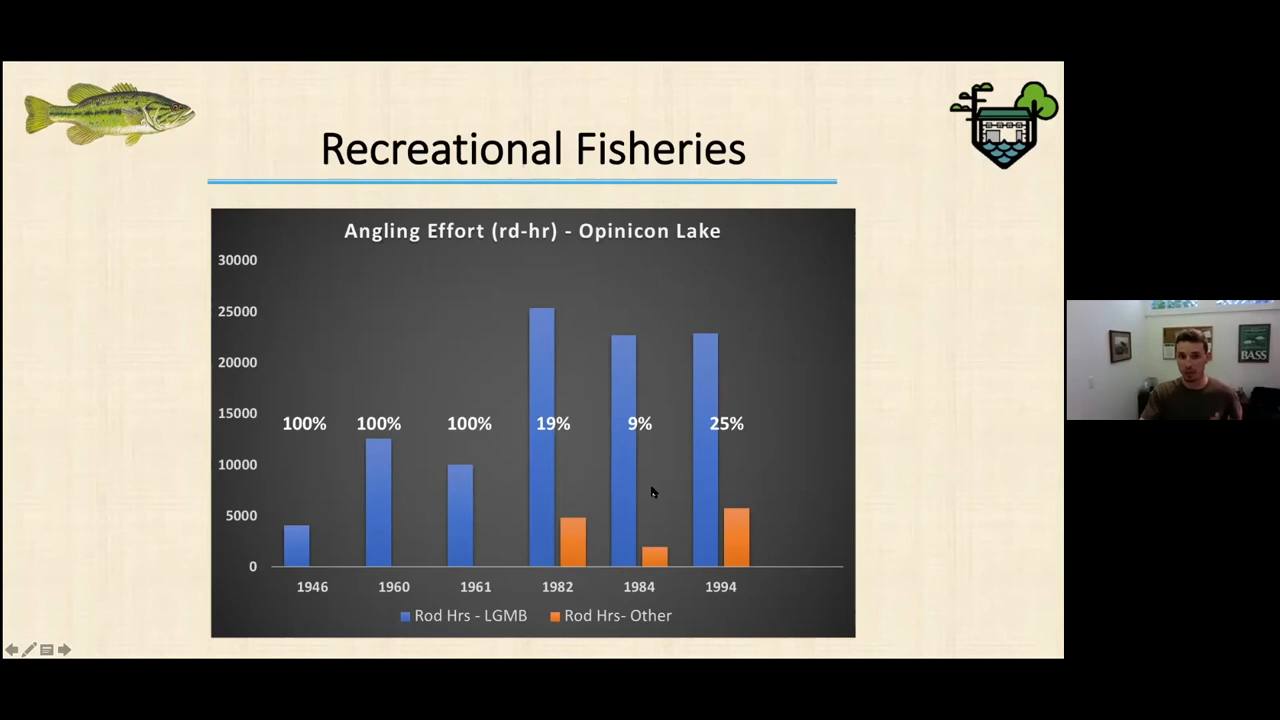 Recreational Fisheries
Angling Effort (rd-hr) - Opinicon Lake
30000
25000
20000
15000
10000
5000
0
100% 100% 100% 19% 9% 25%
1946 1960 1961 1982 1984 1994
Rod Hrs - LGMB Rod Hrs- Other
BASS